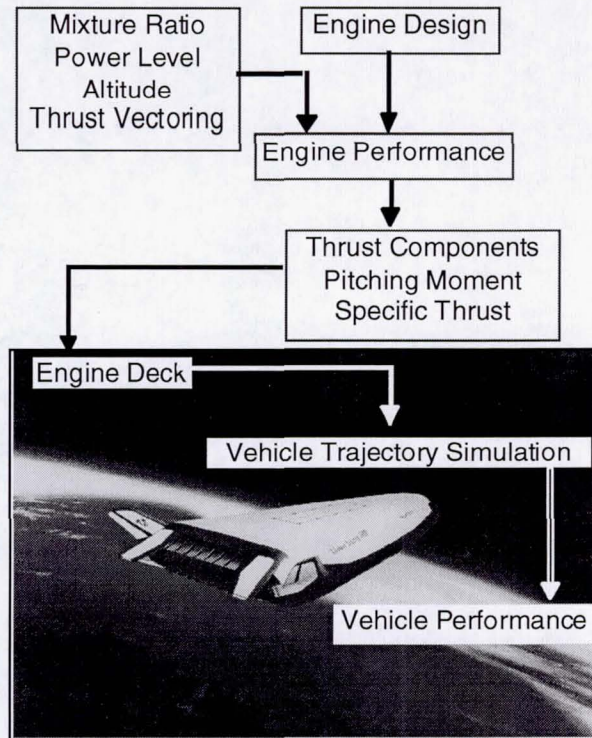 Mixture Ratio
Power Level
Altitude
Thrust Vectoring
Engine Design
Engine Performance
Thrust Components
Pitching Moment
Specific Thrust
Engine Deck
Vehicle Trajectory Simulation
Vehicle Performance